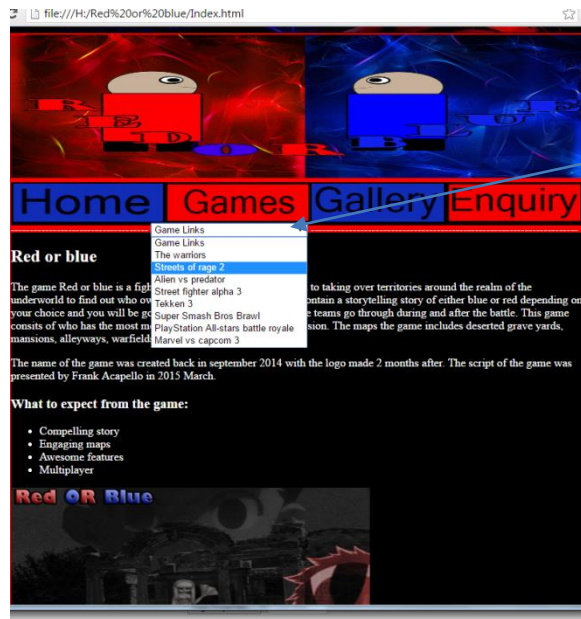 file:///H:/Red%20or%20blue/Index.html
RED OR BLUE
Home Games Gallery Enquiry
Game Links
Game Links
The warriors
Streets of rage 2
Alien vs predator
Street fighter alpha 3
Tekken 3
Super Smash Bros Brawl
PlayStation All-stars battle royale
Marvel vs capcom 3
Red or blue
The game Red or blue is a figh to taking over territories around the realm of the
underworld to find out who ow ontain a storytelling story of either blue or red depending on
your choice and you will be go e teams go through during and after the battle. This game
consits of who has the most m sion. The maps the game includes deserted grave yards,
mansions, alleyways, warfield
The name of the game was created back in september 2014 with the logo made 2 months after. The script of the game was
presented by Frank Acapello in 2015 March.
What to expect from the game:
Compelling story
Engaging maps
Awesome features
Multiplayer
Red OR Blue